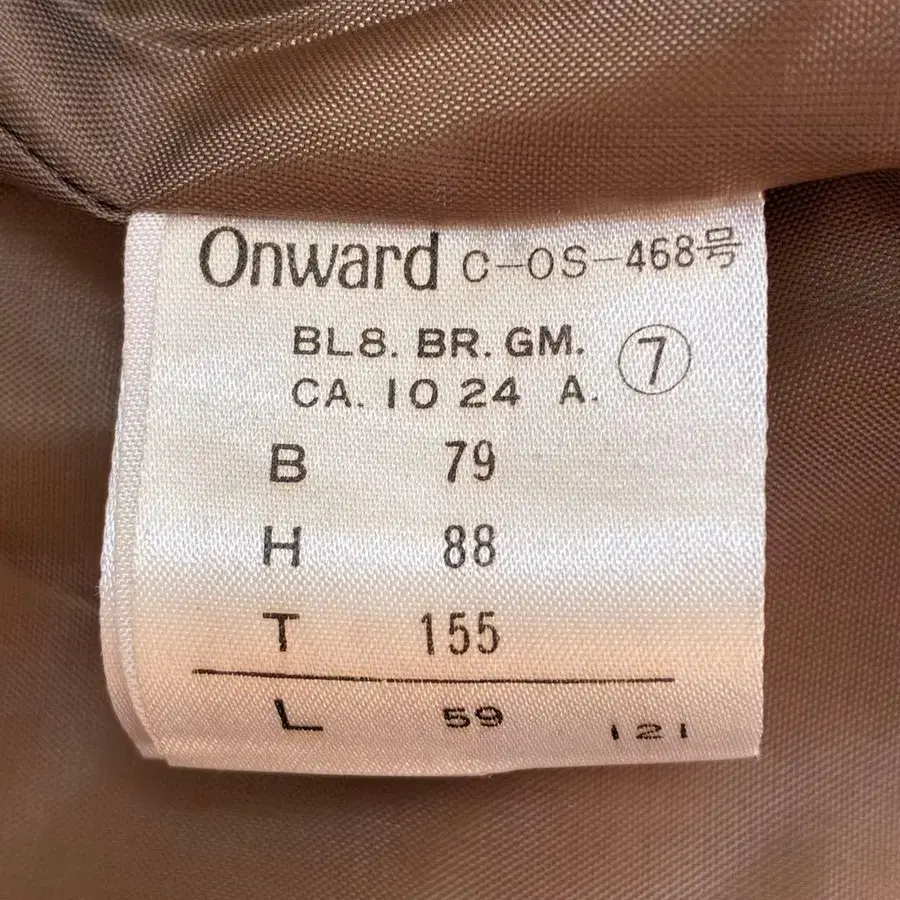 Onward C-OS-468号
BL8. BR. GM. ⑦
CA. 10 24 A.
B 79
H 88
T 155
L 59 121